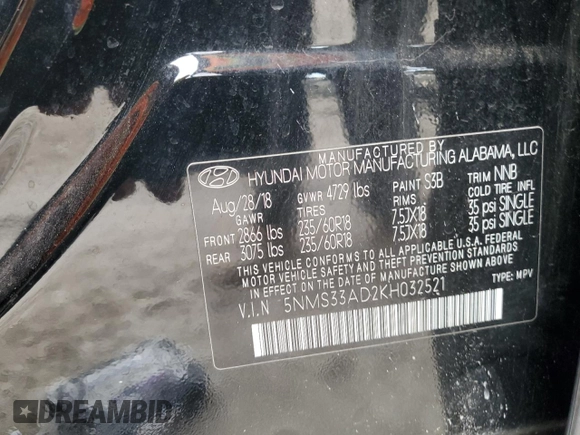 MANUFACTURED BY
HYUNDAI MOTOR MANUFACTURING ALABAMA, LLC
Aug/28/18 GVWR 4729 lbs PAINT S3B TRIM NNB
GAWR TIRES RIMS COLD TIRE INFL
FRONT 2866 lbs 235/60R18 7.5JX18 35 psi SINGLE
REAR 3075 lbs 235/60R18 7.5JX18 35 psi SINGLE
THIS VEHICLE CONFORMS TO ALL APPLICABLE U.S.A. FEDERAL
MOTOR VEHICLE SAFETY AND THEFT PREVENTION STANDARDS
IN EFFECT ON THE DATE OF MANUFACTURE SHOWN ABOVE.
V.I.N 5NMS33AD2KH032521 TYPE: MPV
DREAMBID